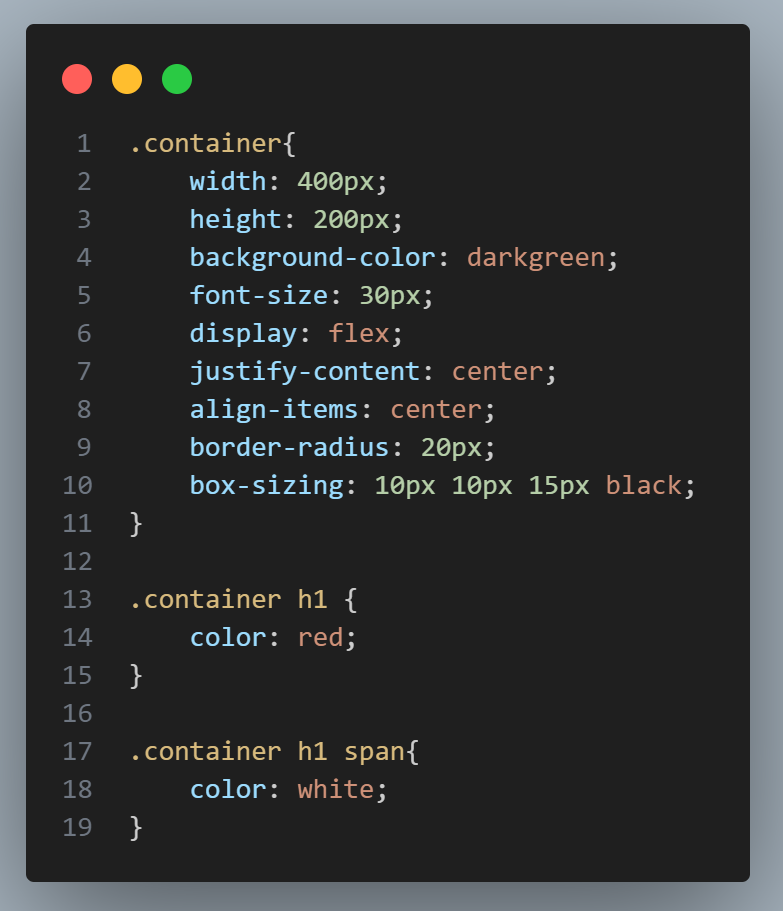 1 .container{
2     width: 400px;
3     height: 200px;
4     background-color: darkgreen;
5     font-size: 30px;
6     display: flex;
7     justify-content: center;
8     align-items: center;
9     border-radius: 20px;
10     box-sizing: 10px 10px 15px black;
11 }
12
13 .container h1 {
14     color: red;
15 }
16
17 .container h1 span{
18     color: white;
19 }